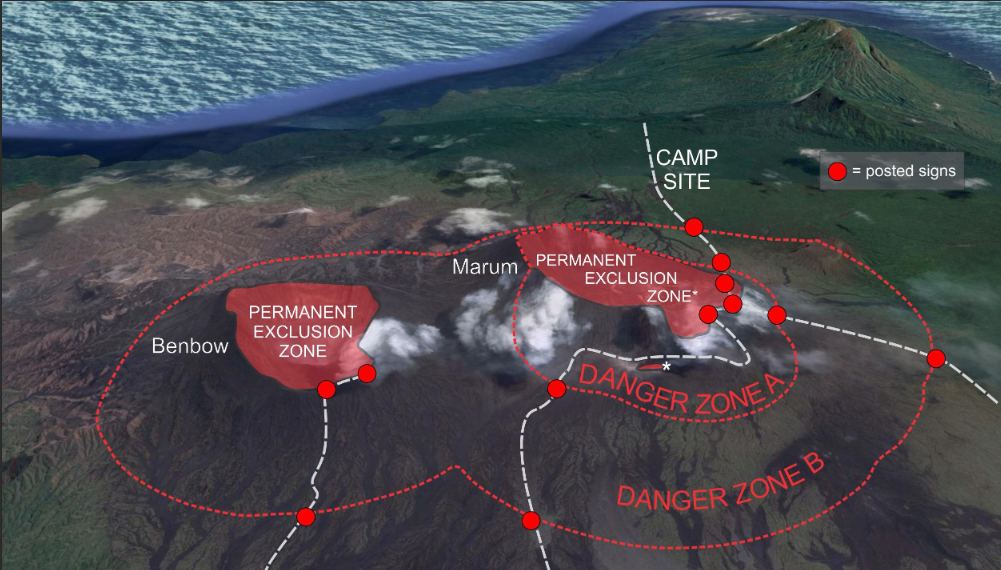 CAMP
SITE
= posted signs
Marum
PERMANENT
EXCLUSION
ZONE*
PERMANENT
EXCLUSION
ZONE
Benbow
*
DANGER ZONE A
DANGER ZONE B